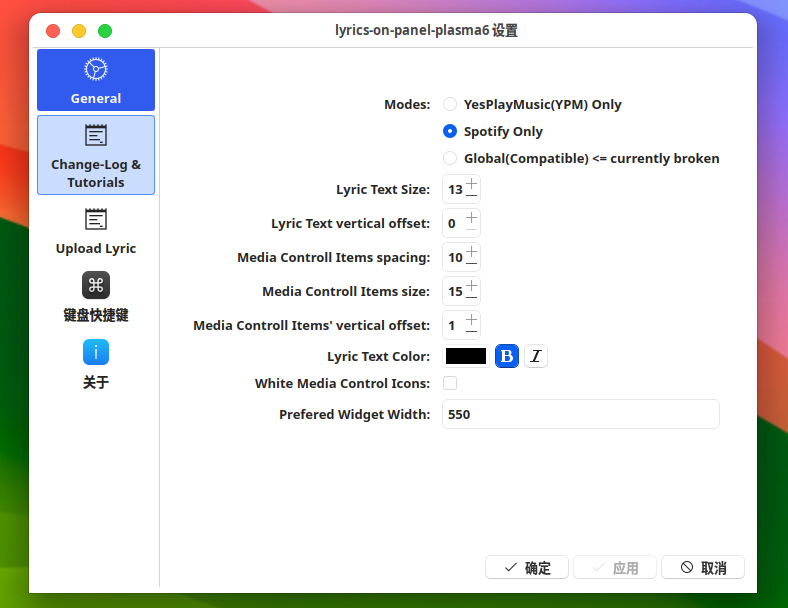 lyrics-on-panel-plasma6 设置
General
Change-Log &
Tutorials
Upload Lyric
键盘快捷键
关于
Modes:
YesPlayMusic(YPM) Only
Spotify Only
Global(Compatible) <= currently broken
Lyric Text Size: 13
Lyric Text vertical offset: 0
Media Controll Items spacing: 10
Media Controll Items size: 15
Media Controll Items' vertical offset: 1
Lyric Text Color: B I
White Media Control Icons:
Prefered Widget Width: 550
确定 应用 取消